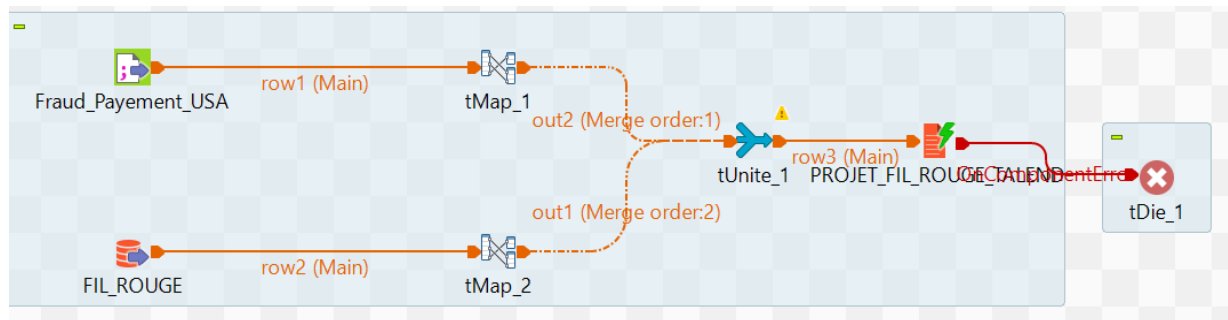 row1 (Main)
Fraud_Payement_USA
tMap_1
out2 (Merge order:1)
row3 (Main)
tUnite_1
PROJET_FIL_ROUGE_TALEND
OnComponentError
tDie_1
out1 (Merge order:2)
row2 (Main)
FIL_ROUGE
tMap_2